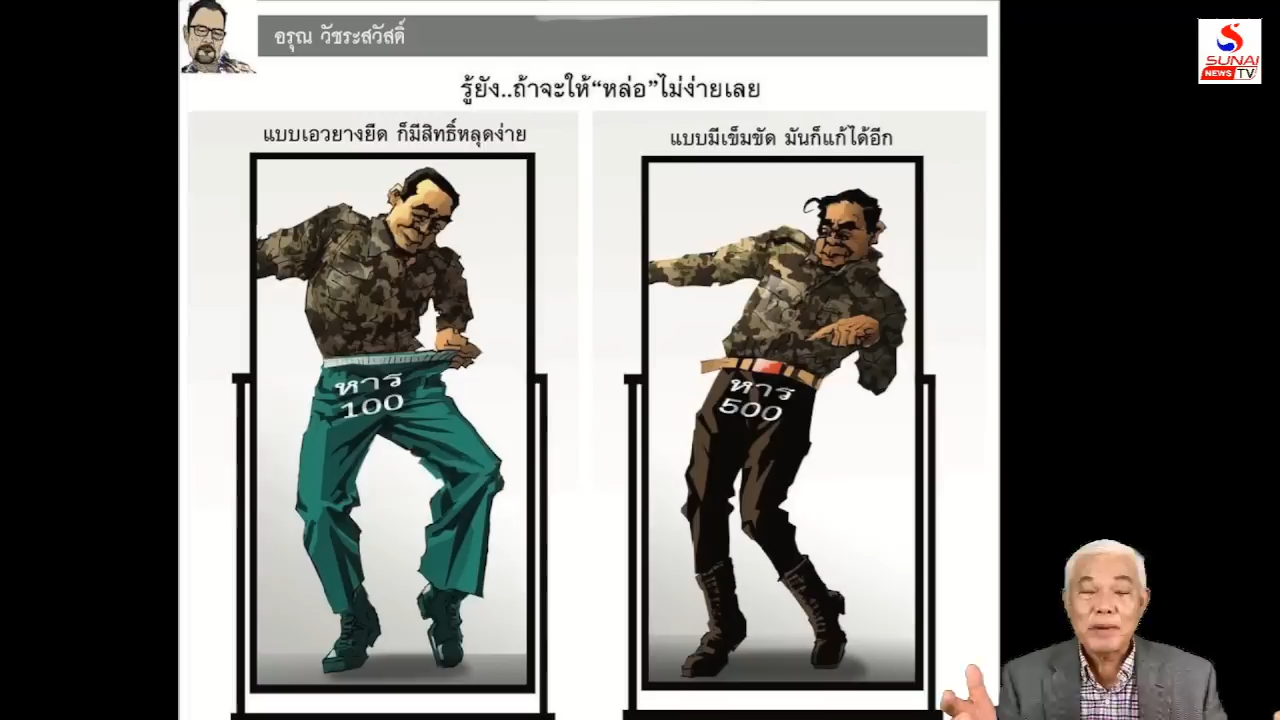 อรุณ วัชระสวัสดิ์
SUNAI
NEWS TV
รู้ยัง..ถ้าจะให้“หล่อ”ไม่ง่ายเลย
แบบเอวยางยืด ก็มีสิทธิ์หลุดง่าย
แบบมีเข็มขัด มันก็แก้ได้อีก
หาร
100
หาร
500